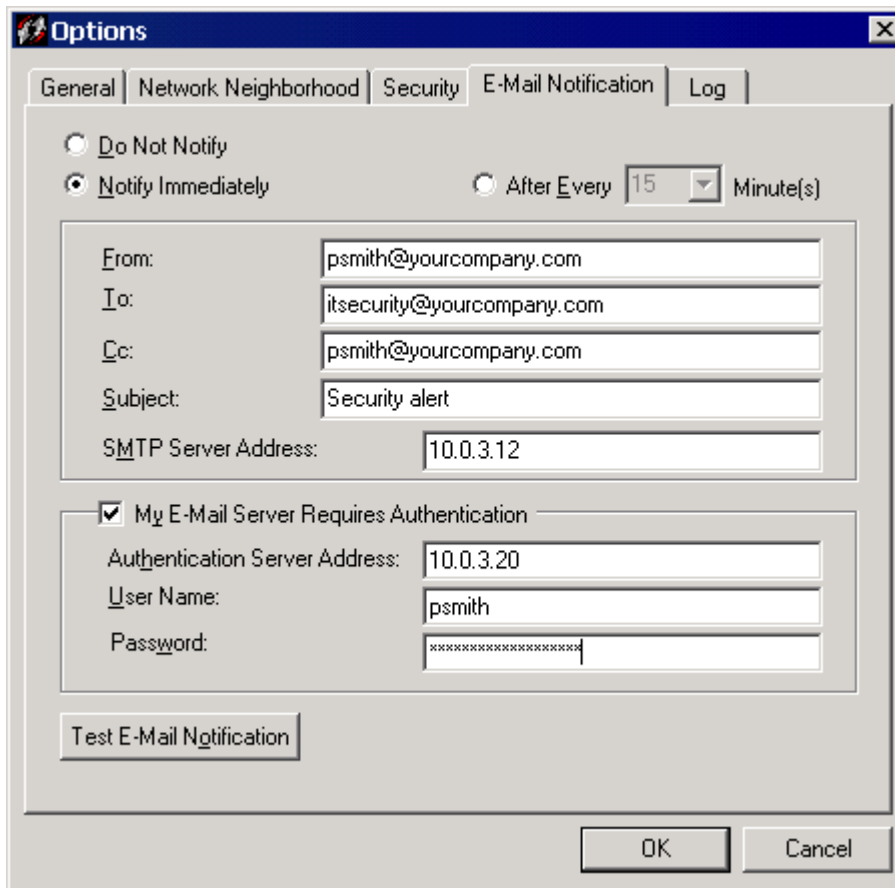 Options
General Network Neighborhood Security E-Mail Notification Log
Do Not Notify
Notify Immediately After Every 15 Minute(s)
From: psmith@yourcompany.com
To: itsecurity@yourcompany.com
Cc: psmith@yourcompany.com
Subject: Security alert
SMTP Server Address: 10.0.3.12
My E-Mail Server Requires Authentication
Authentication Server Address: 10.0.3.20
User Name: psmith
Password: *******************
Test E-Mail Notification
OK Cancel